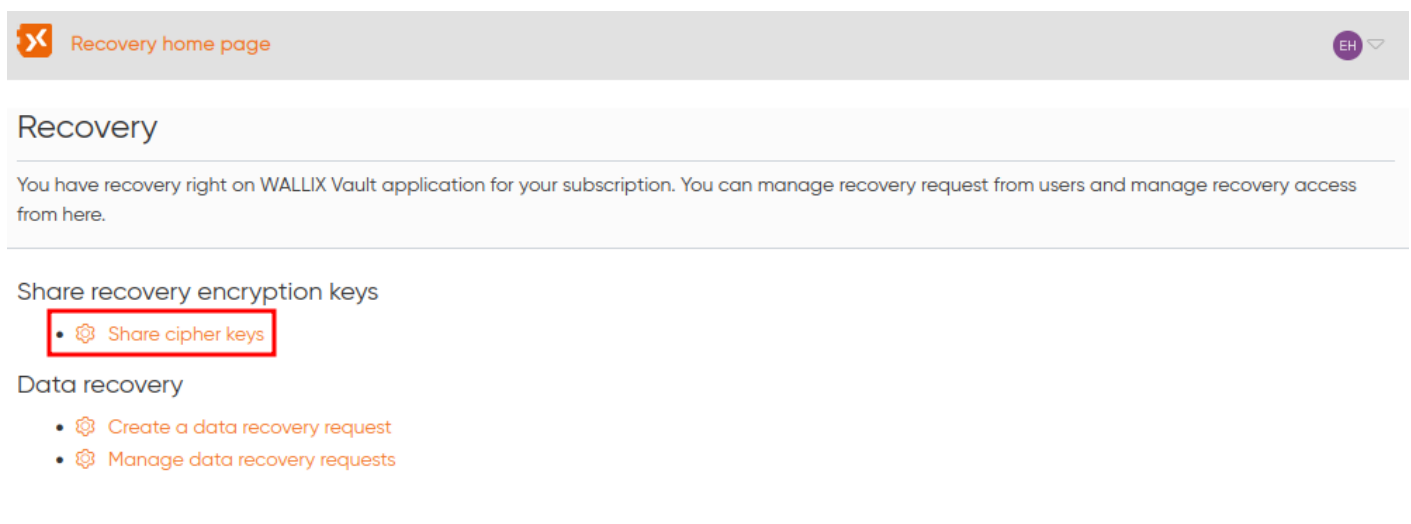 Recovery home page
EH
Recovery
You have recovery right on WALLIX Vault application for your subscription. You can manage recovery request from users and manage recovery access
from here.
Share recovery encryption keys
Share cipher keys
Data recovery
Create a data recovery request
Manage data recovery requests